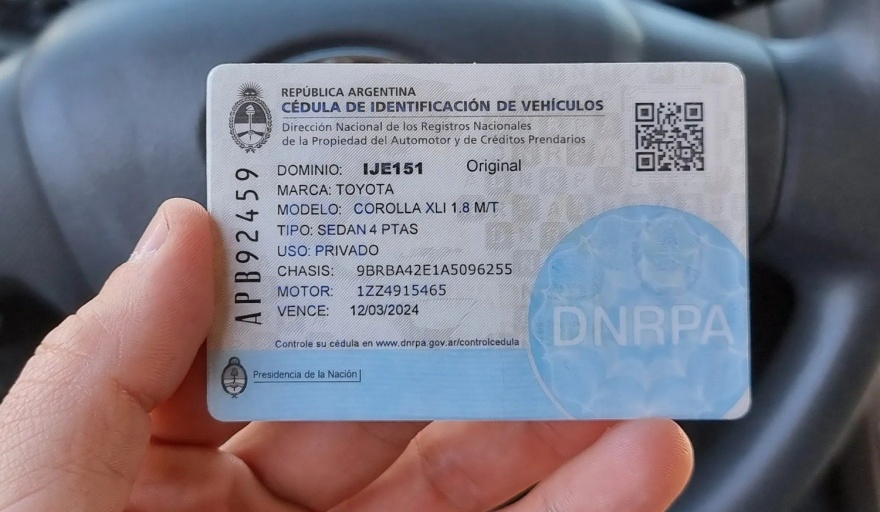 REPÚBLICA ARGENTINA
CÉDULA DE IDENTIFICACIÓN DE VEHÍCULOS
Dirección Nacional de los Registros Nacionales
de la Propiedad del Automotor y de Créditos Prendarios
DOMINIO: IJE151 Original
MARCA: TOYOTA
MODELO: COROLLA XLI 1.8 M/T
TIPO: SEDAN 4 PTAS
USO: PRIVADO
CHASIS: 9BRBA42E1A5096255
MOTOR: 1ZZ4915465
VENCE: 12/03/2024
Controle su cédula en www.dnrpa.gov.ar/controlcedula
Presidencia de la Nación
APB92459
DNRPA